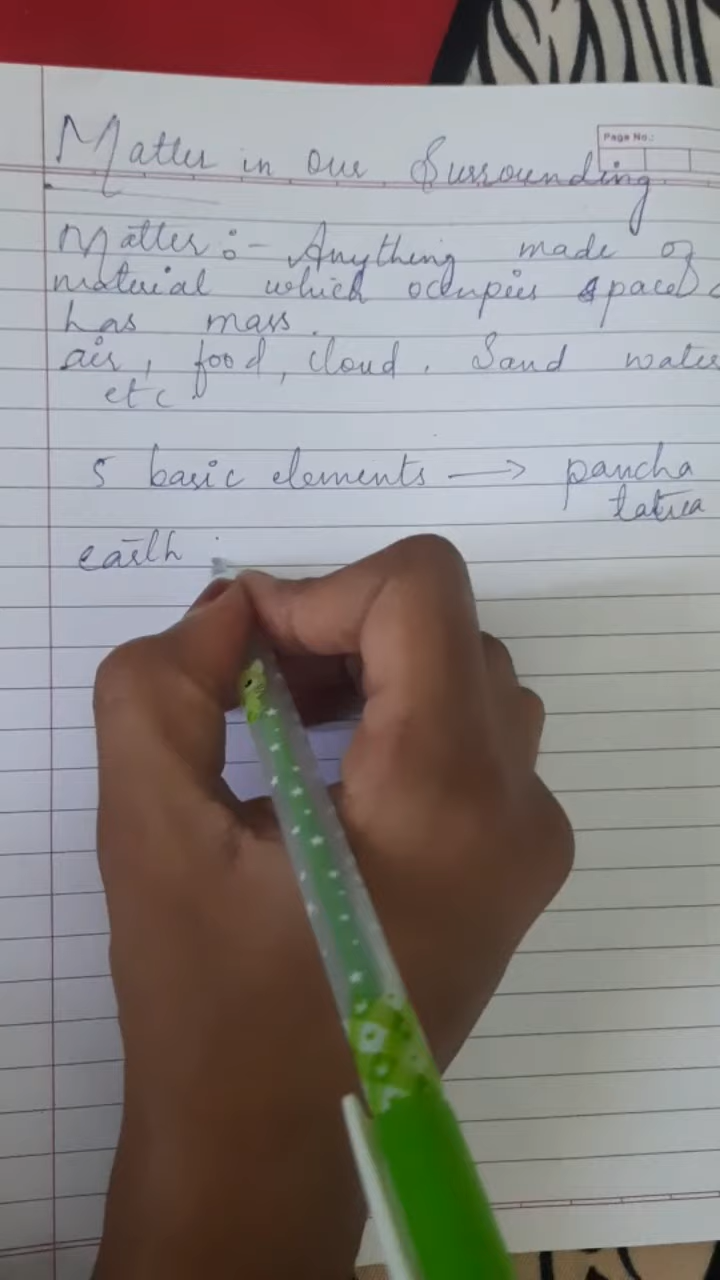 Page No.:
Matter in our Surrounding
Matter :- Anything made of
material which occupies space
has mass.
air, food, cloud, Sand water
etc
5 basic elements → pancha
tatva
earth